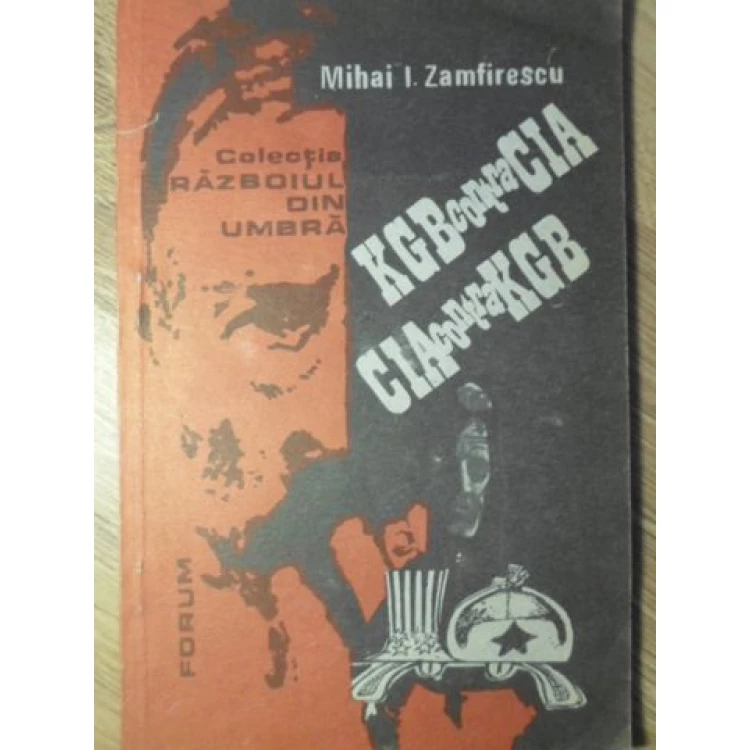 Mihai I. Zamfirescu
Colecția
RĂZBOIUL
DIN
UMBRĂ
KGB contra CIA
CIA contra KGB
FORUM